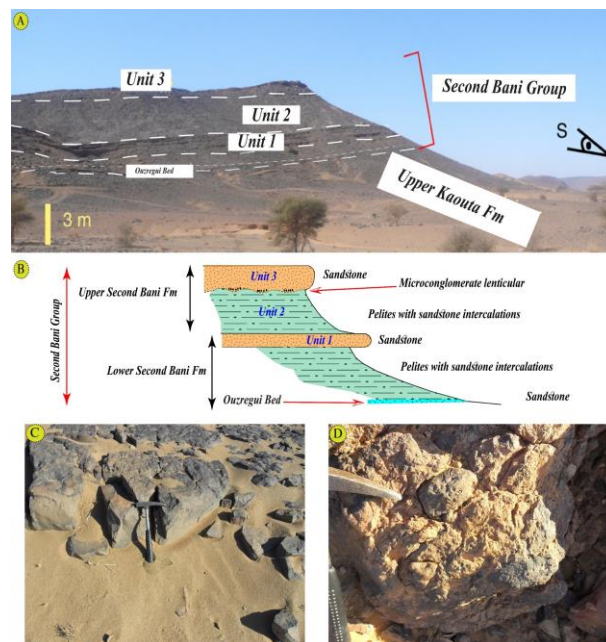 A
Unit 3
Second Bani Group
Unit 2
Unit 1
S
Ouzregui Bed
Upper Kaouta Fm
3 m
B
Unit 3
Sandstone
Microconglomerate lenticular
Upper Second Bani Fm
Unit 2
Pelites with sandstone intercalations
Second Bani Group
Unit 1
Sandstone
Lower Second Bani Fm
Pelites with sandstone intercalations
Ouzregui Bed
Sandstone
C
D